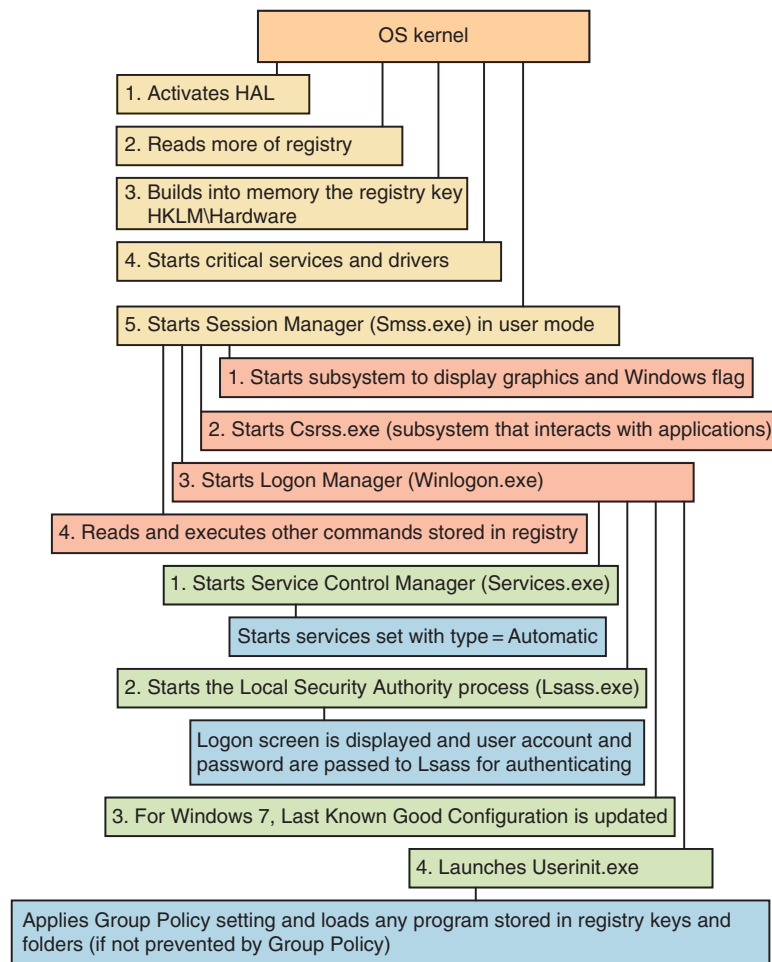 OS kernel
1. Activates HAL
2. Reads more of registry
3. Builds into memory the registry key
HKLM\Hardware
4. Starts critical services and drivers
5. Starts Session Manager (Smss.exe) in user mode
1. Starts subsystem to display graphics and Windows flag
2. Starts Csrss.exe (subsystem that interacts with applications)
3. Starts Logon Manager (Winlogon.exe)
4. Reads and executes other commands stored in registry
1. Starts Service Control Manager (Services.exe)
Starts services set with type = Automatic
2. Starts the Local Security Authority process (Lsass.exe)
Logon screen is displayed and user account and
password are passed to Lsass for authenticating
3. For Windows 7, Last Known Good Configuration is updated
4. Launches Userinit.exe
Applies Group Policy setting and loads any program stored in registry keys and
folders (if not prevented by Group Policy)